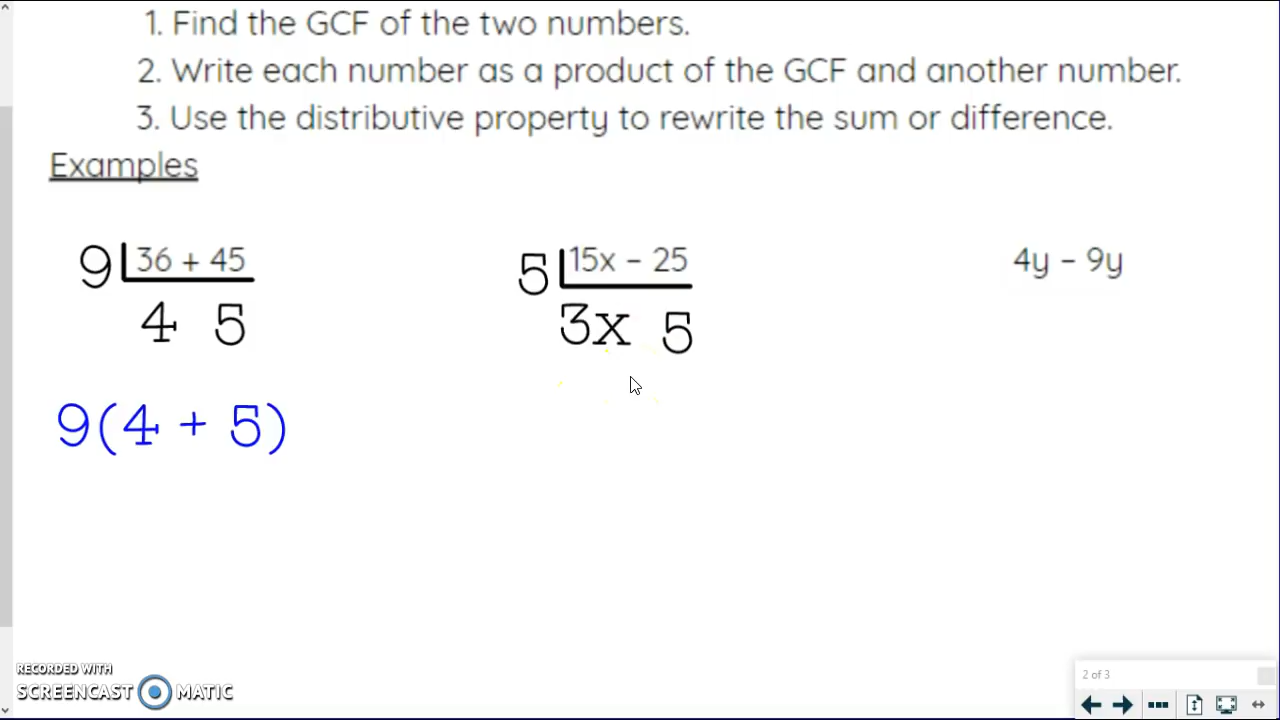 1. Find the GCF of the two numbers.
2. Write each number as a product of the GCF and another number.
3. Use the distributive property to rewrite the sum or difference.
Examples
9 36 + 45
4 5
9(4 + 5)
5 15x - 25
3x 5
4y - 9y
RECORDED WITH
SCREENCAST MATIC
2 of 3